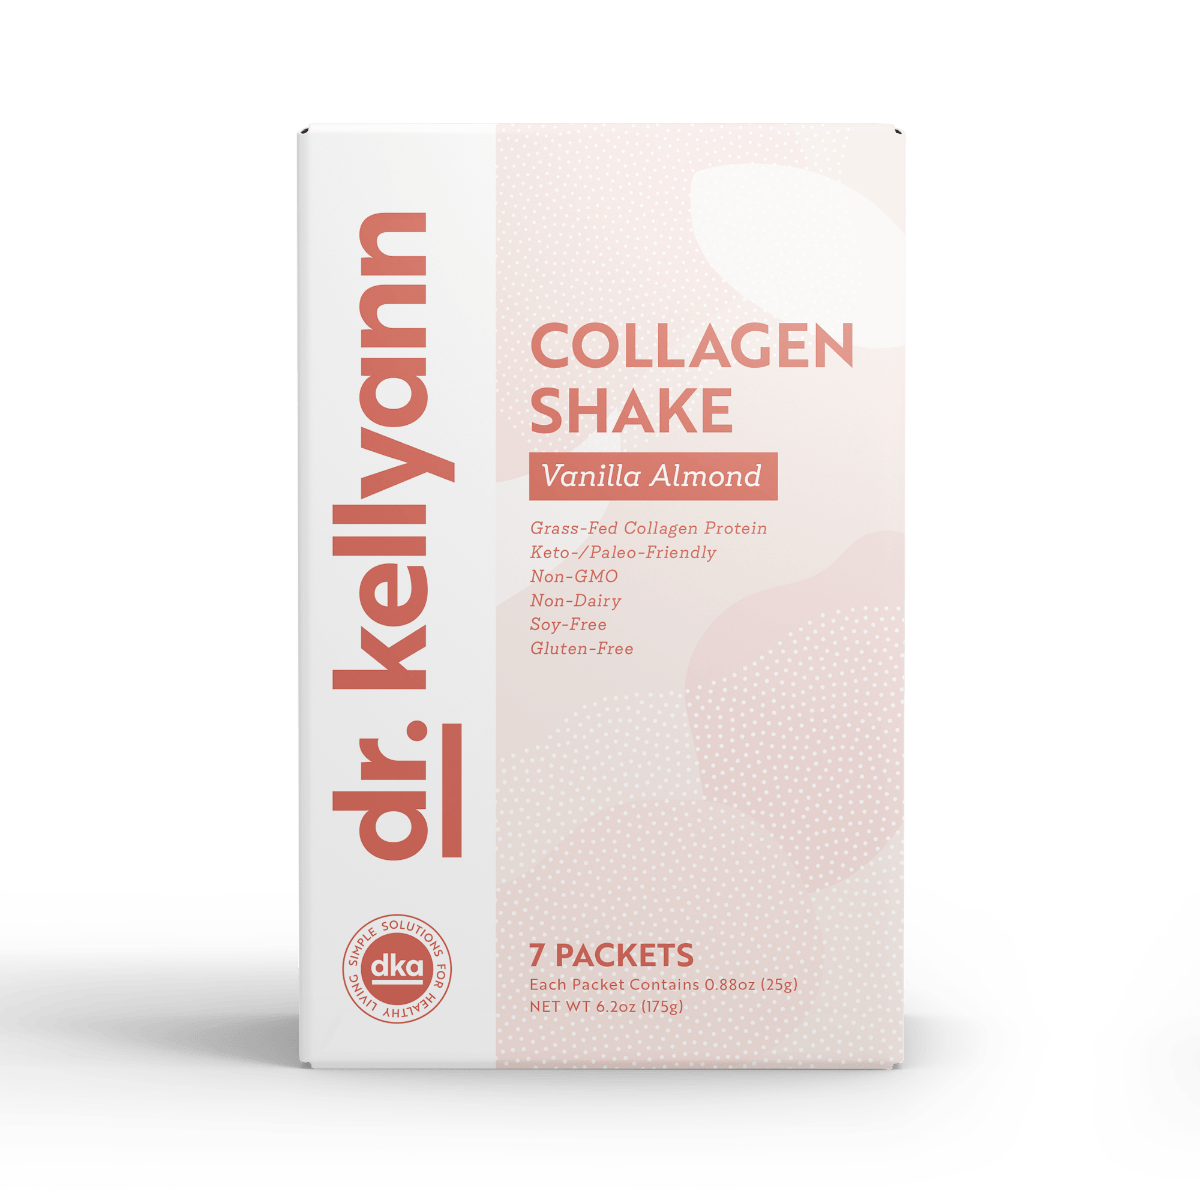 dr. kellyann
COLLAGEN
SHAKE
Vanilla Almond
Grass-Fed Collagen Protein
Keto-/Paleo-Friendly
Non-GMO
Non-Dairy
Soy-Free
Gluten-Free
7 PACKETS
Each Packet Contains 0.88oz (25g)
NET WT 6.2oz (175g)
SIMPLE SOLUTIONS FOR HEALTHY LIVING
dka